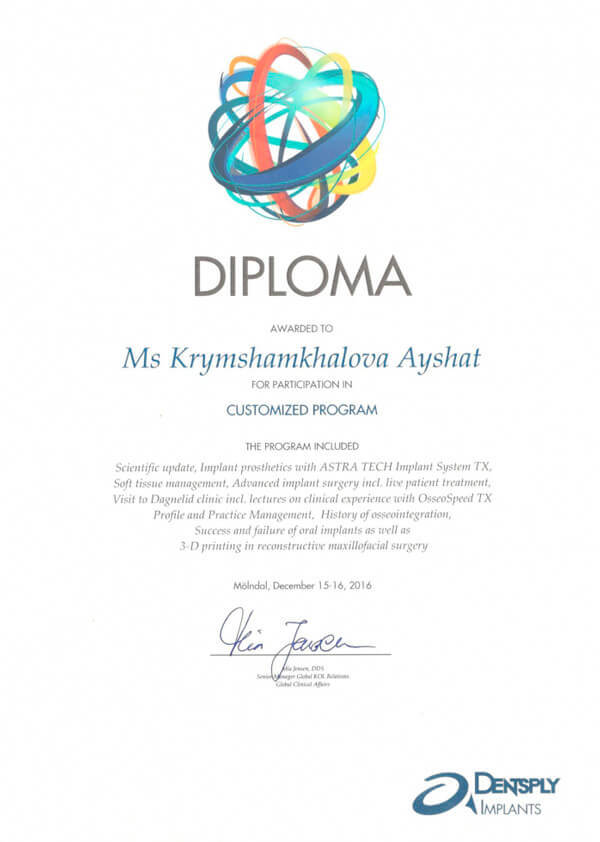 DIPLOMA
AWARDED TO
Ms Krymshamkhalova Ayshat
FOR PARTICIPATION IN
CUSTOMIZED PROGRAM
THE PROGRAM INCLUDED
Scientific update, Implant prosthetics with ASTRA TECH Implant System TX,
Soft tissue management, Advanced implant surgery incl. live patient treatment,
Visit to Dagnelid clinic incl. lectures on clinical experience with OsseoSpeed TX
Profile and Practice Management, History of osseointegration,
Success and failure of oral implants as well as
3-D printing in reconstructive maxillofacial surgery
Mölndal, December 15-16, 2016
Jensen, DDS
Senior Manager Global KOL Relations
Global Clinical Affairs
DENTSPLY
IMPLANTS